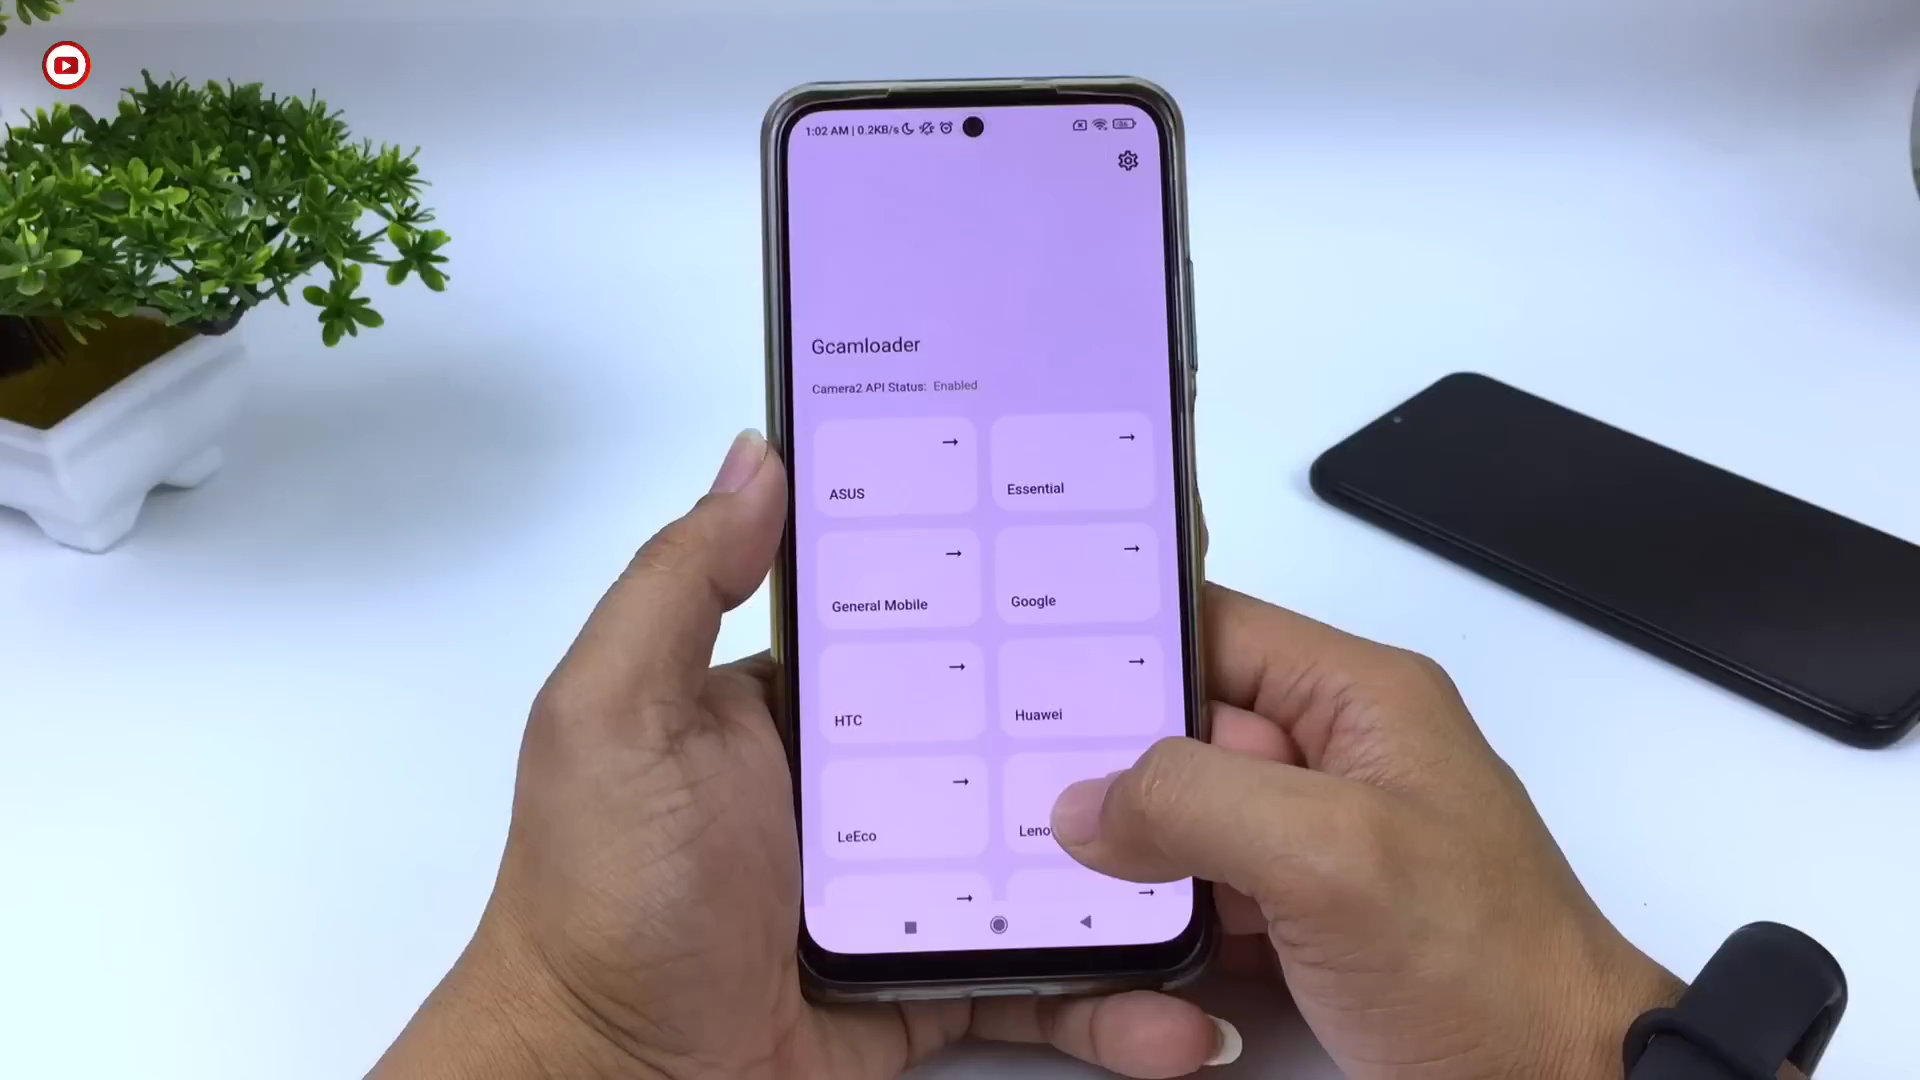 1:02 AM | 0.2KB/s
Gcamloader
Camera2 API Status: Enabled
ASUS
Essential
General Mobile
Google
HTC
Huawei
LeEco
Leno